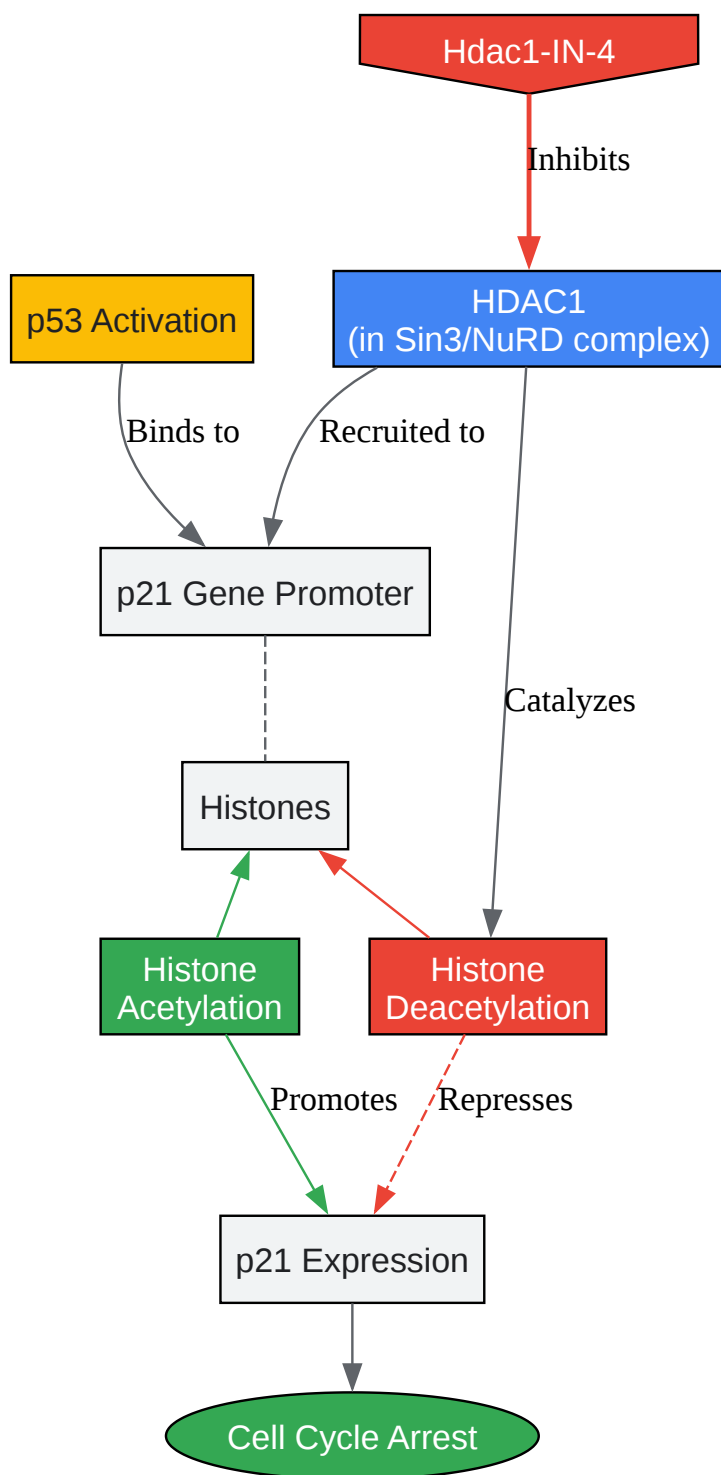 Hdac1-IN-4
Inhibits
p53 Activation
HDAC1
(in Sin3/NuRD complex)
Binds to
Recruited to
p21 Gene Promoter
Catalyzes
Histones
Histone
Acetylation
Histone
Deacetylation
Promotes
Represses
p21 Expression
Cell Cycle Arrest